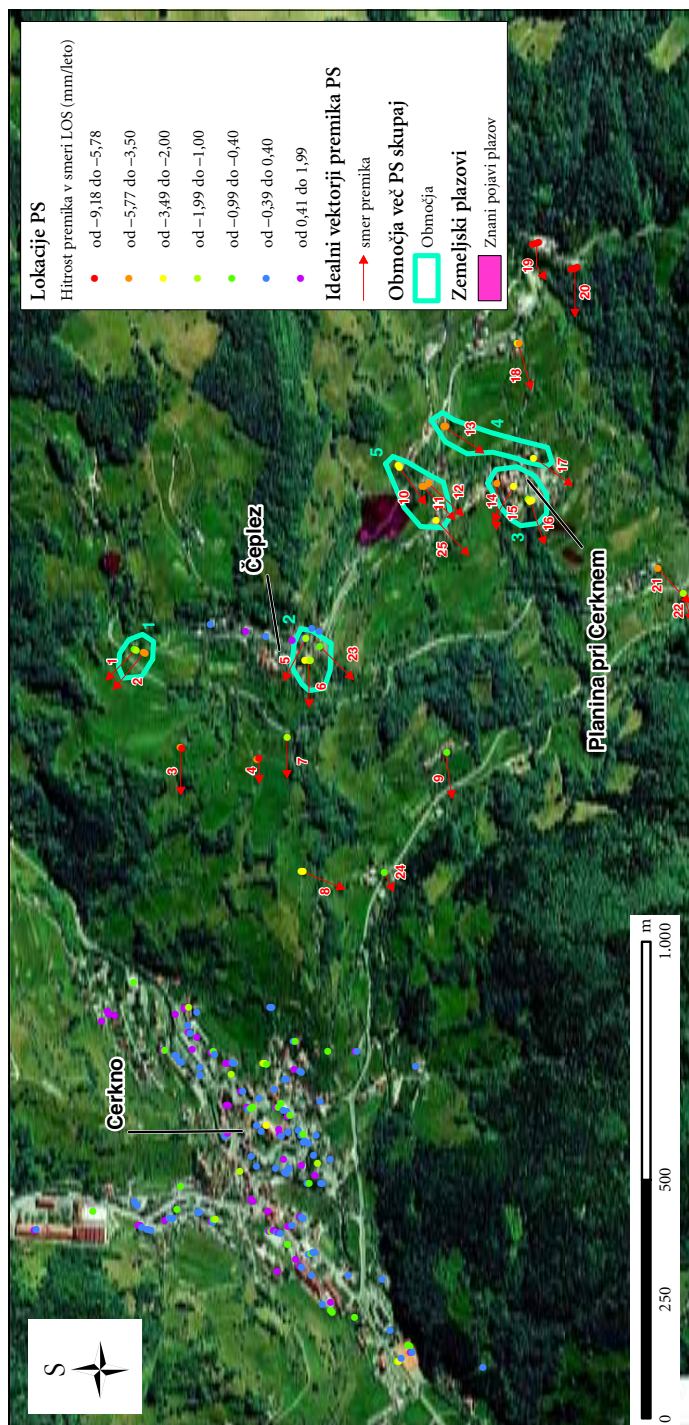 S
Cerkno
Čeplez
Planina pri Cerknem
1
2
3
4
5
6
7
8
9
10
11
12
13
14
15
16
17
18
19
20
21
22
23
24
25
1
2
3
4
5
Lokacije PS
Hitrost premika v smeri LOS (mm/leto)
od −9,18 do −5,78
od −5,77 do −3,50
od −3,49 do −2,00
od −1,99 do −1,00
od −0,99 do −0,40
od −0,39 do 0,40
od 0,41 do 1,99
Idealni vektorji premika PS
smer premika
Območja več PS skupaj
Območja
Zemeljski plazovi
Znani pojavi plazov
0 250 500 1.000
m